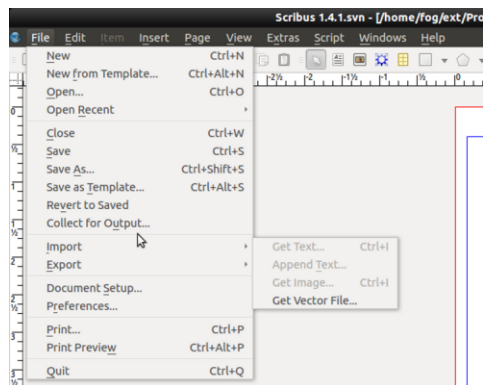 Scribus 1.4.1.svn - [/home/fog/ext/Pro
File Edit Item Insert Page View Extras Script Windows Help
New Ctrl+N
New from Template... Ctrl+Alt+N
Open... Ctrl+O
Open Recent
Close Ctrl+W
Save Ctrl+S
Save As... Ctrl+Shift+S
Save as Template... Ctrl+Alt+S
Revert to Saved
Collect for Output...
Import
Export
Get Text... Ctrl+I
Append Text...
Get Image... Ctrl+I
Get Vector File...
Document Setup...
Preferences...
Print... Ctrl+P
Print Preview Ctrl+Alt+P
Quit Ctrl+Q